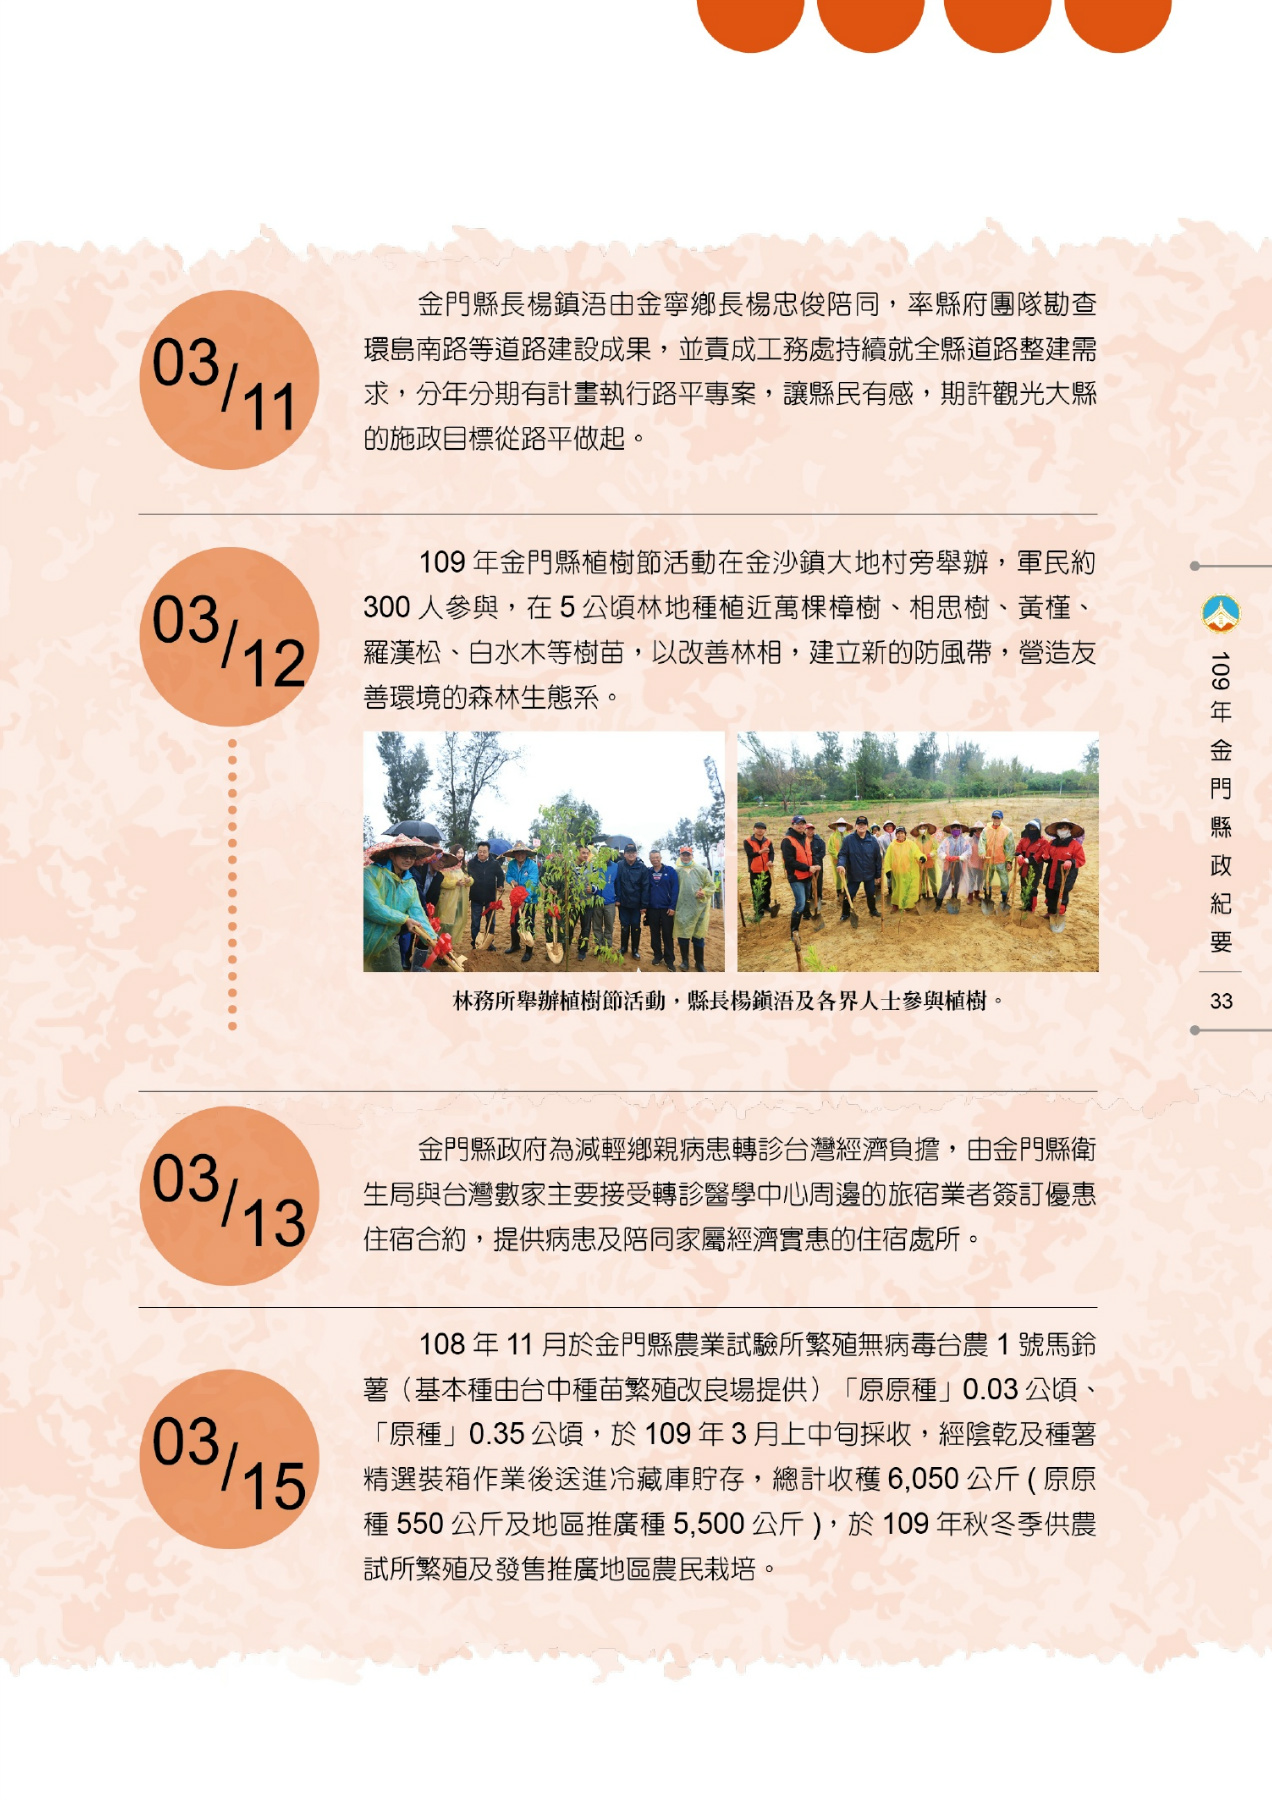 03/11
金門縣長楊鎮浯由金寧鄉長楊忠俊陪同，率縣府團隊勘查
環島南路等道路建設成果，並責成工務處持續就全縣道路整建需
求，分年分期有計畫執行路平專案，讓縣民有感，期許觀光大縣
的施政目標從路平做起。
03/12
109 年金門縣植樹節活動在金沙鎮大地村旁舉辦，軍民約
300 人參與，在 5 公頃林地種植近萬棵樟樹、相思樹、黃槿、
羅漢松、白水木等樹苗，以改善林相，建立新的防風帶，營造友
善環境的森林生態系。
林務所舉辦植樹節活動，縣長楊鎮浯及各界人士參與植樹。
03/13
金門縣政府為減輕鄉親病患轉診台灣經濟負擔，由金門縣衛
生局與台灣數家主要接受轉診醫學中心周邊的旅宿業者簽訂優惠
住宿合約，提供病患及陪同家屬經濟實惠的住宿處所。
03/15
108 年 11 月於金門縣農業試驗所繁殖無病毒台農 1 號馬鈴
薯（基本種由台中種苗繁殖改良場提供）「原原種」0.03 公頃、
「原種」0.35 公頃，於 109 年 3 月上中旬採收，經陰乾及種薯
精選裝箱作業後送進冷藏庫貯存，總計收穫 6,050 公斤 ( 原原
種 550 公斤及地區推廣種 5,500 公斤 )，於 109 年秋冬季供農
試所繁殖及發售推廣地區農民栽培。
109年金門縣政紀要
33